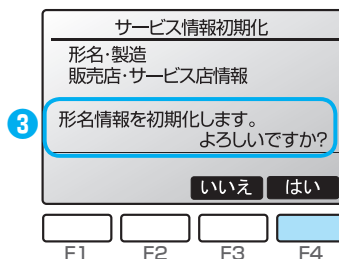 サービス情報初期化
形名･製造
販売店･サービス店情報
3
形名情報を初期化します。
よろしいですか?
いいえ はい
F1 F2 F3 F4